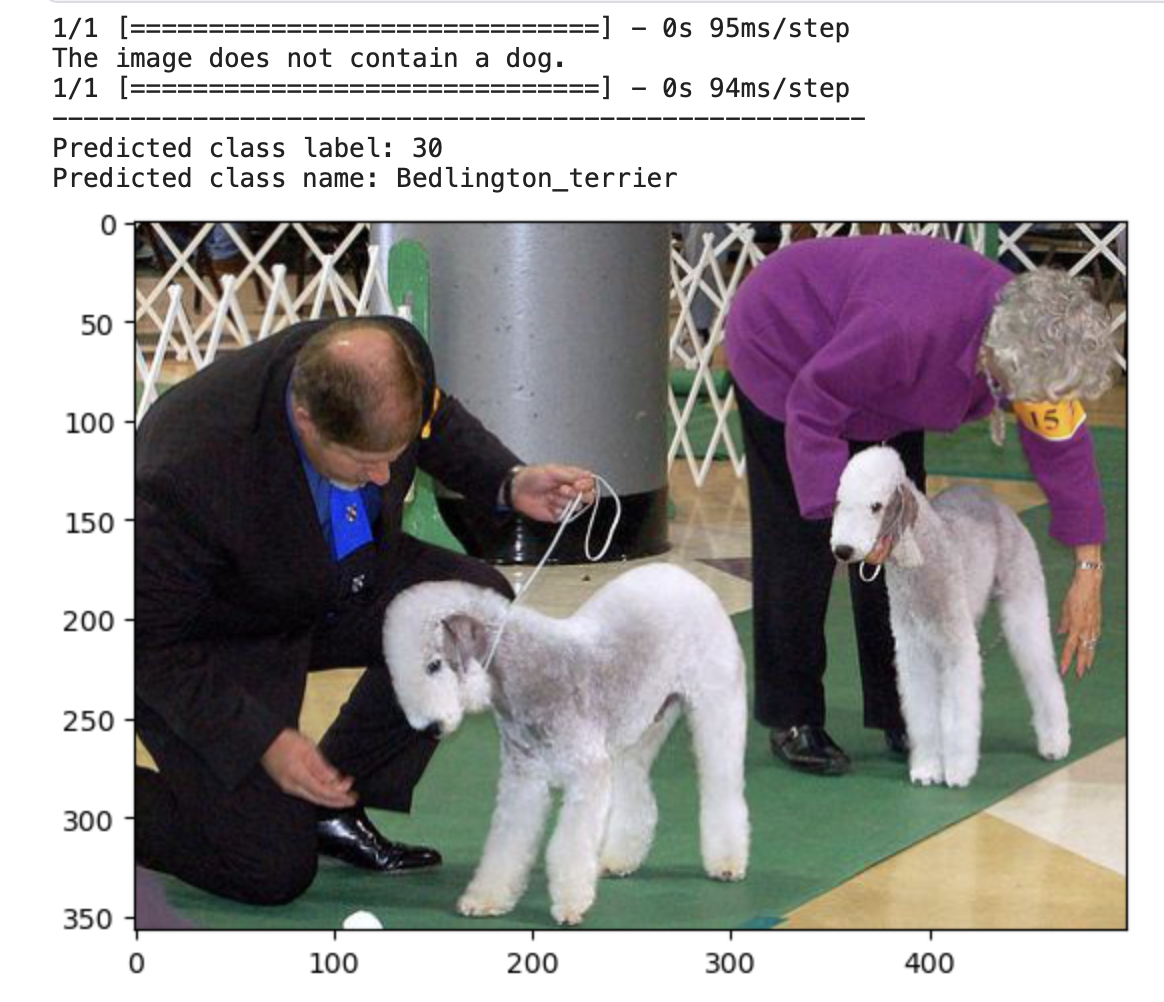 1/1 [==============================] - 0s 95ms/step
The image does not contain a dog.
1/1 [==============================] - 0s 94ms/step
----------------------------------------------------
Predicted class label: 30
Predicted class name: Bedlington_terrier
0
50
100
150
200
250
300
350
15
0 100 200 300 400